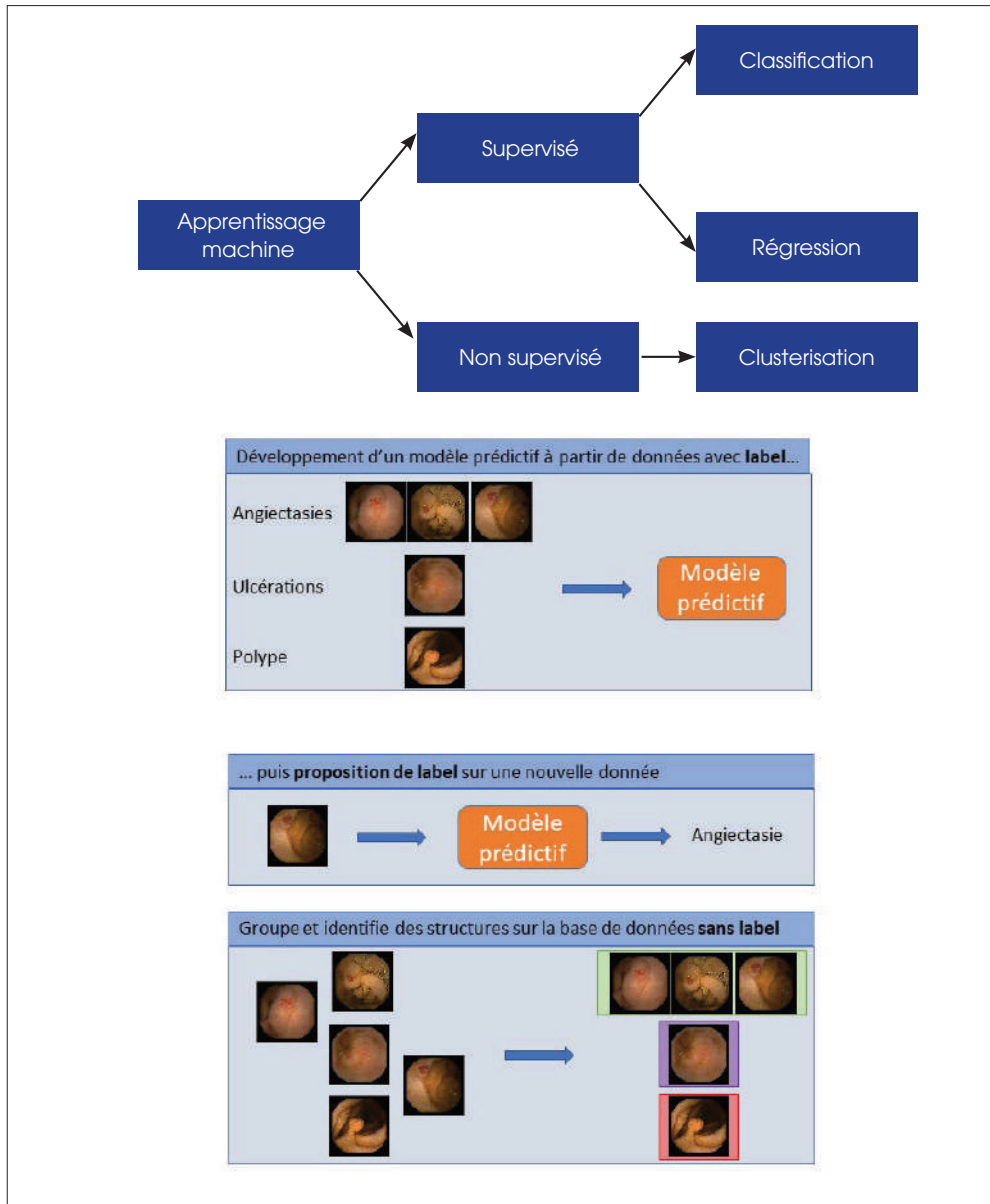 Classification
Supervisé
Apprentissage
machine
Régression
Non supervisé
Clusterisation
Développement d'un modèle prédictif à partir de données avec label...
Angiectasies
Ulcérations
Modèle
prédictif
Polype
... puis proposition de label sur une nouvelle donnée
Modèle
prédictif
Angiectasie
Groupe et identifie des structures sur la base de données sans label